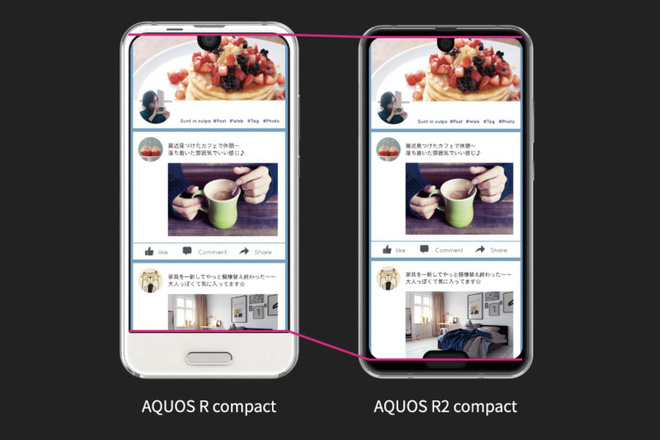 Sunt in culpa #Post #Web #Tag #Photo
最近見つけたカフェで休憩〜
落ち着いた雰囲気でいい感じ♪
like Comment Share
家具を一新してやっと模様替え終わった〜〜
大人っぽくて気に入ってます☆
Sunt in culpa #Post #Web #Tag #Photo
最近見つけたカフェで休憩〜
落ち着いた雰囲気でいい感じ♪
like Comment Share
家具を一新してやっと模様替え終わった〜〜
大人っぽくて気に入ってます☆
AQUOS R compact
AQUOS R2 compact